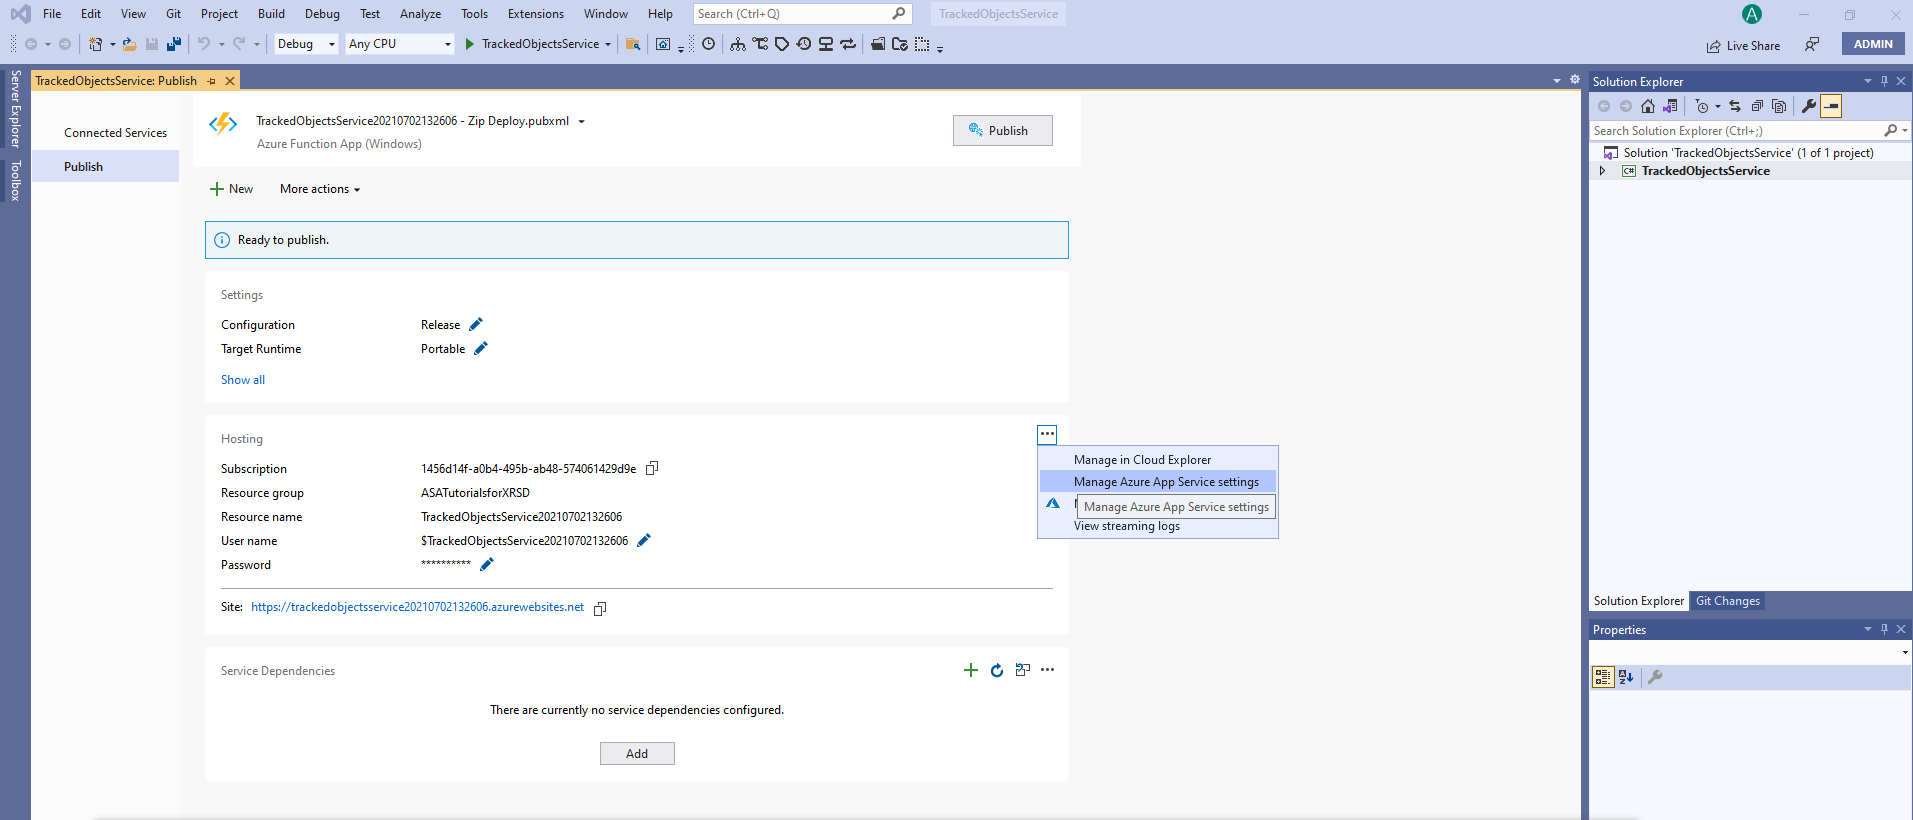 File Edit View Git Project Build Debug Test Analyze Tools Extensions Window Help Search (Ctrl+Q) TrackedObjectsService A
Debug Any CPU TrackedObjectsService Live Share ADMIN
Server Explorer
Toolbox
TrackedObjectsService: Publish
Connected Services
Publish
TrackedObjectsService20210702132606 - Zip Deploy.pubxml
Azure Function App (Windows)
Publish
New More actions
Ready to publish.
Settings
Configuration Release
Target Runtime Portable
Show all
Hosting
Subscription 1456d14f-a0b4-495b-ab48-574061429d9e
Resource group ASATutorialsforXRSD
Resource name TrackedObjectsService20210702132606
User name $TrackedObjectsService20210702132606
Password **********
Site: https://trackedobjectsservice20210702132606.azurewebsites.net
Manage in Cloud Explorer
Manage Azure App Service settings
Manage Azure App Service settings
View streaming logs
Service Dependencies
There are currently no service dependencies configured.
Add
Solution Explorer
Search Solution Explorer (Ctrl+;)
Solution 'TrackedObjectsService' (1 of 1 project)
C# TrackedObjectsService
Solution Explorer Git Changes
Properties